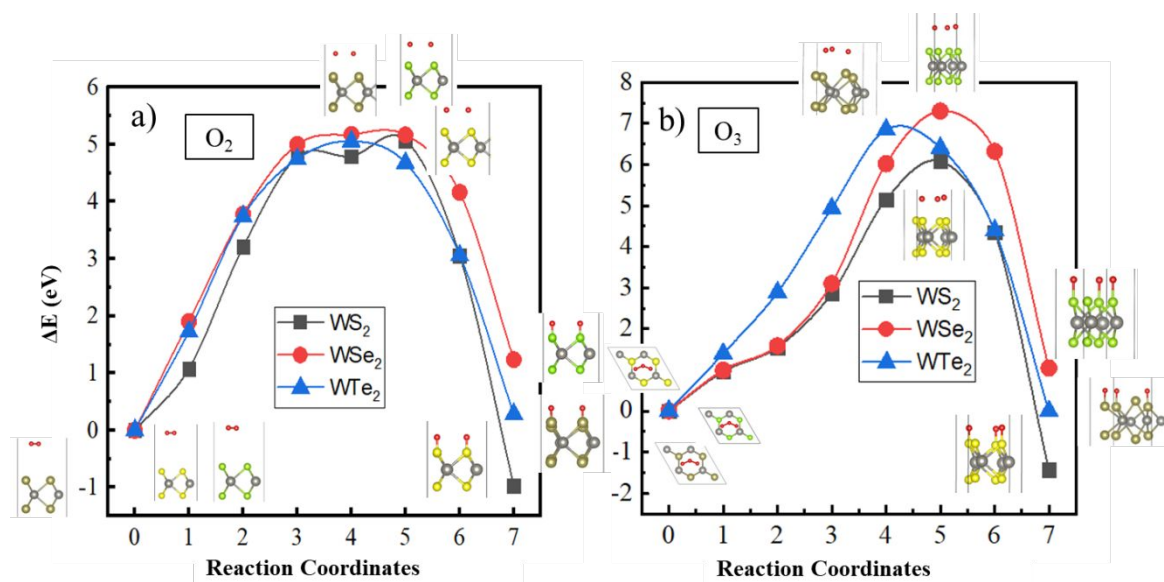 a)
O2
6
5
4
3
2
1
0
-1
ΔE (eV)
WS2
WSe2
WTe2
0 1 2 3 4 5 6 7
Reaction Coordinates
b)
O3
8
7
6
5
4
3
2
1
0
-1
-2
WS2
WSe2
WTe2
0 1 2 3 4 5 6 7
Reaction Coordinates